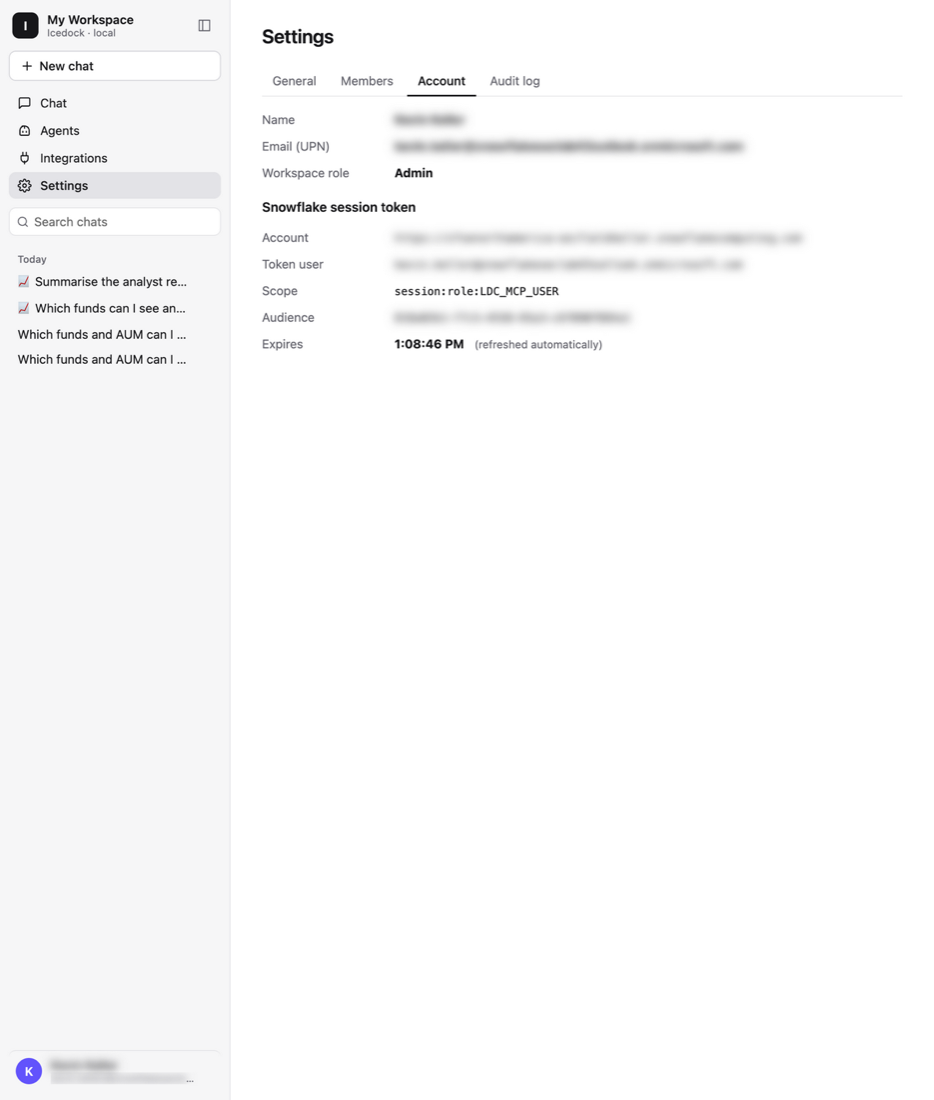 I
My Workspace
Icedock · local
+ New chat
Chat
Agents
Integrations
Settings
Search chats
Today
📈 Summarise the analyst re...
📈 Which funds can I see an...
Which funds and AUM can I ...
Which funds and AUM can I ...
K
...
Settings
General Members Account Audit log
Name
Email (UPN)
Workspace role Admin
Snowflake session token
Account
Token user
Scope session:role:LDC_MCP_USER
Audience
Expires 1:08:46 PM (refreshed automatically)